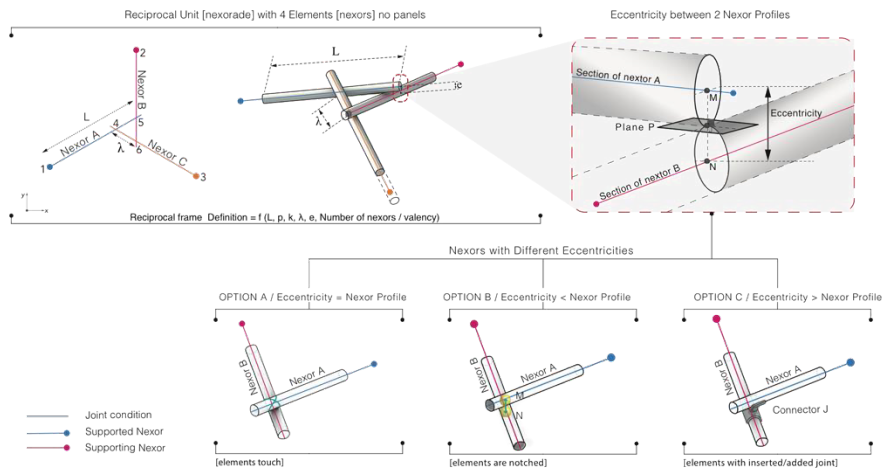 Reciprocal Unit [nexorade] with 4 Elements [nexors] no panels
Eccentricity between 2 Nexor Profiles
2
Nexor B
L
Nexor A
4
5
λ
6
Nexor C
1
3
y
x
L
e
λ
Reciprocal frame Definition = f (L, p, k, λ, e, Number of nexors / valency)
Section of nextor A
M
Eccentricity
Plane P
N
Section of nextor B
Nexors with Different Eccentricities
OPTION A / Eccentricity = Nexor Profile
OPTION B / Eccentricity < Nexor Profile
OPTION C / Eccentricity > Nexor Profile
Nexor B
Nexor A
Nexor B
Nexor A
M
N
Nexor B
Nexor A
Connector J
Joint condition
Supported Nexor
Supporting Nexor
[elements touch]
[elements are notched]
[elements with inserted/added joint]